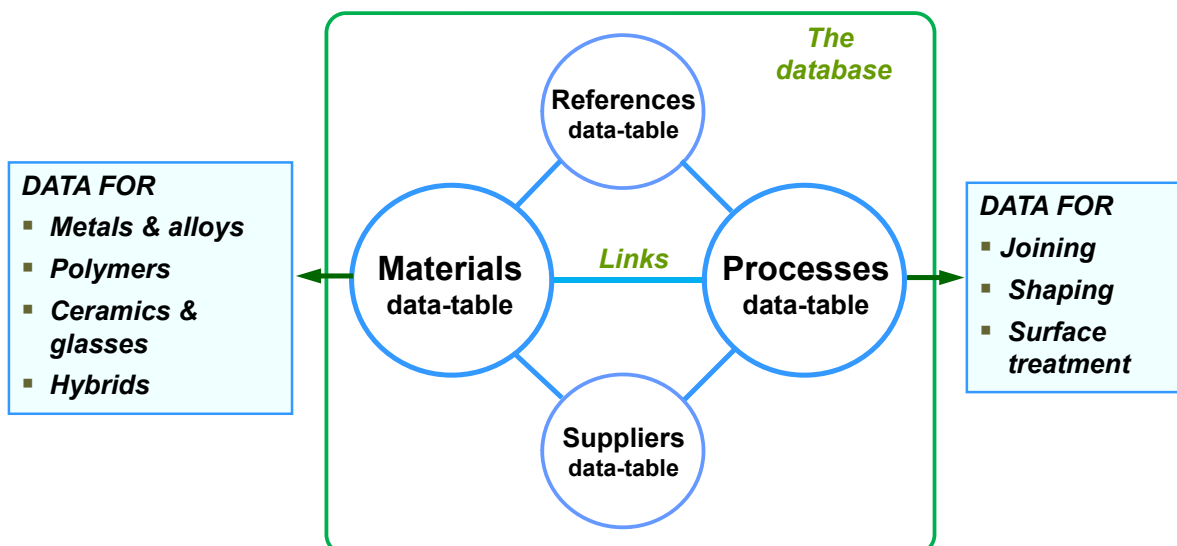 The
database
References
data-table
DATA FOR
▪ Metals & alloys
▪ Polymers
▪ Ceramics &
glasses
▪ Hybrids
Materials
data-table
Links
Processes
data-table
DATA FOR
▪ Joining
▪ Shaping
▪ Surface
treatment
Suppliers
data-table